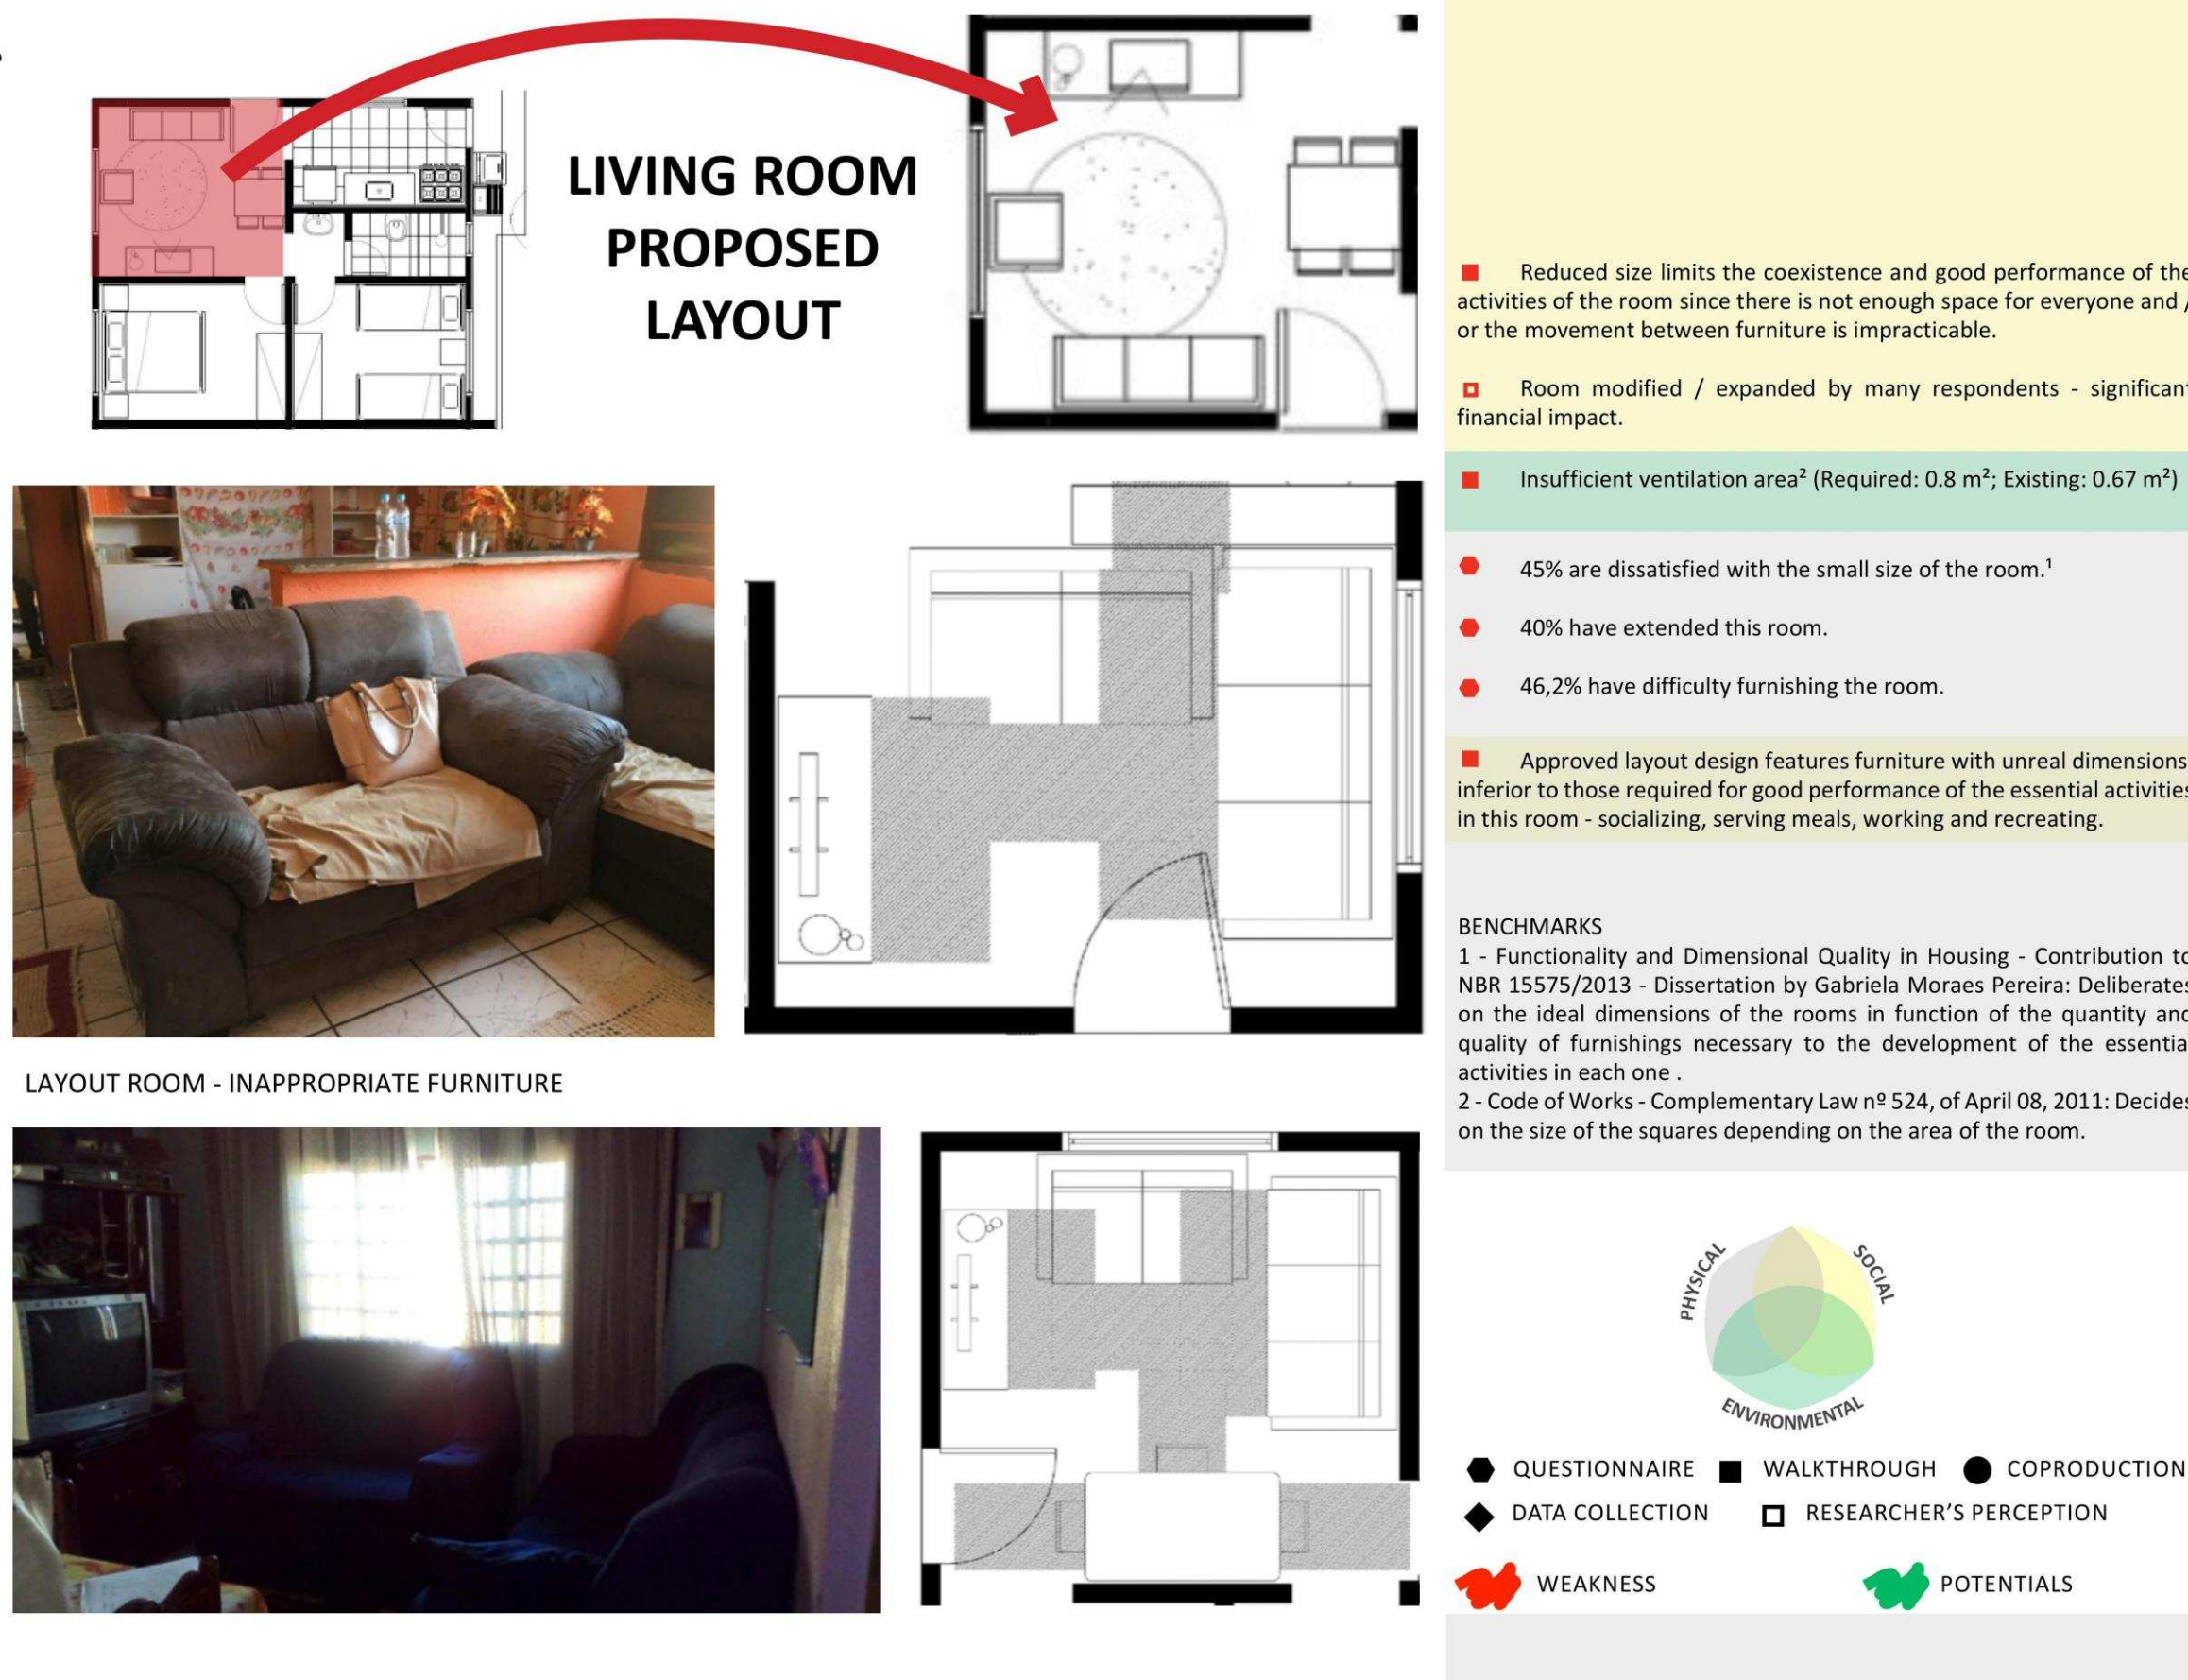 LIVING ROOM
PROPOSED
LAYOUT
Reduced size limits the coexistence and good performance of the
activities of the room since there is not enough space for everyone and /
or the movement between furniture is impracticable.
Room modified / expanded by many respondents - significant
financial impact.
Insufficient ventilation area² (Required: 0.8 m²; Existing: 0.67 m²)
45% are dissatisfied with the small size of the room.¹
40% have extended this room.
46,2% have difficulty furnishing the room.
Approved layout design features furniture with unreal dimensions
inferior to those required for good performance of the essential activities
in this room - socializing, serving meals, working and recreating.
BENCHMARKS
1 - Functionality and Dimensional Quality in Housing - Contribution to
NBR 15575/2013 - Dissertation by Gabriela Moraes Pereira: Deliberates
on the ideal dimensions of the rooms in function of the quantity and
quality of furnishings necessary to the development of the essential
activities in each one .
2 - Code of Works - Complementary Law nº 524, of April 08, 2011: Decides
on the size of the squares depending on the area of the room.
LAYOUT ROOM - INAPPROPRIATE FURNITURE
PHYSICAL
SOCIAL
ENVIRONMENTAL
QUESTIONNAIRE WALKTHROUGH COPRODUCTION
DATA COLLECTION RESEARCHER'S PERCEPTION
WEAKNESS POTENTIALS